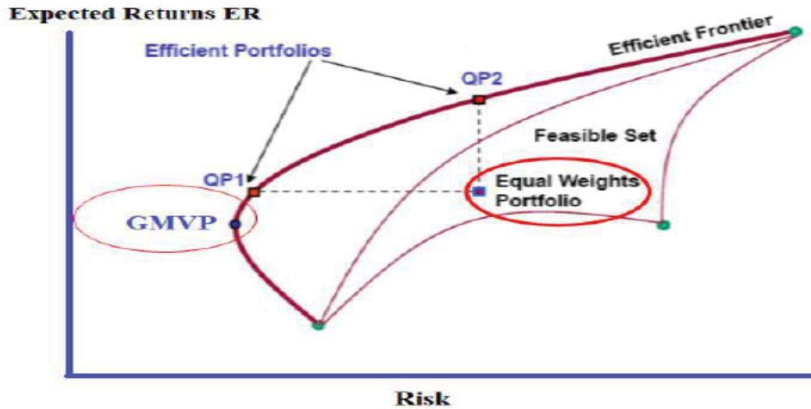 Expected Returns ER
Efficient Portfolios
Efficient Frontier
QP2
Feasible Set
QP1
Equal Weights
Portfolio
GMVP
Risk